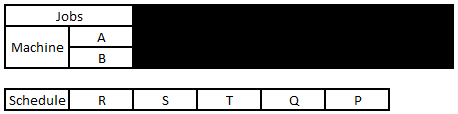 Jobs
Machine A
B
Schedule R S T Q P